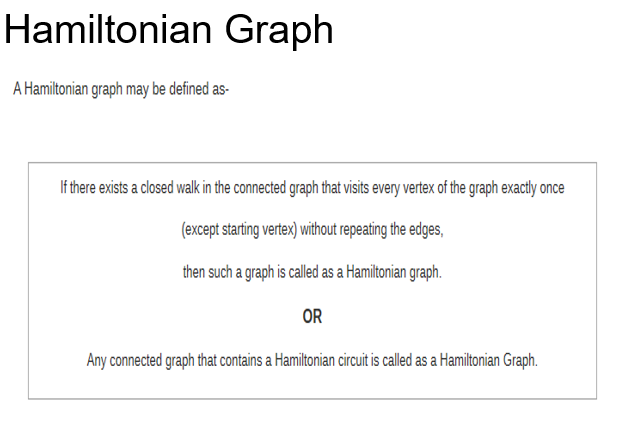 Hamiltonian Graph
A Hamiltonian graph may be defined as-
If there exists a closed walk in the connected graph that visits every vertex of the graph exactly once
(except starting vertex) without repeating the edges,
then such a graph is called as a Hamiltonian graph.
OR
Any connected graph that contains a Hamiltonian circuit is called as a Hamiltonian Graph.